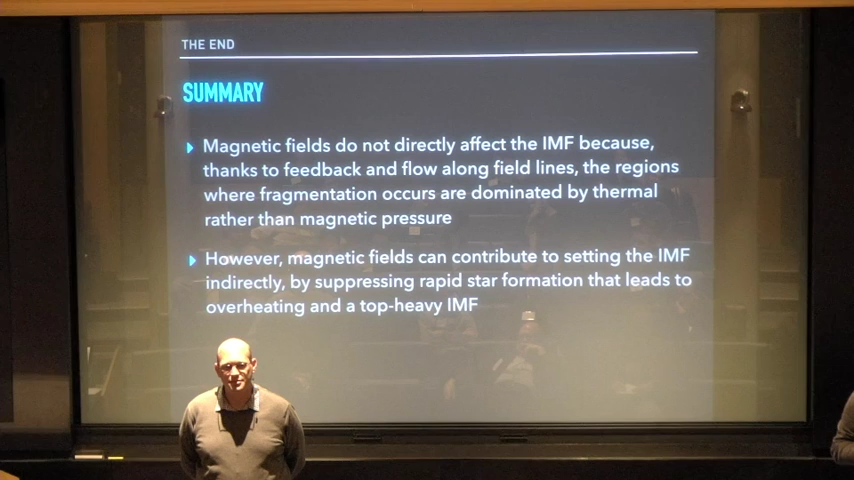 THE END
SUMMARY
Magnetic fields do not directly affect the IMF because,
thanks to feedback and flow along field lines, the regions
where fragmentation occurs are dominated by thermal
rather than magnetic pressure
However, magnetic fields can contribute to setting the IMF
indirectly, by suppressing rapid star formation that leads to
overheating and a top-heavy IMF